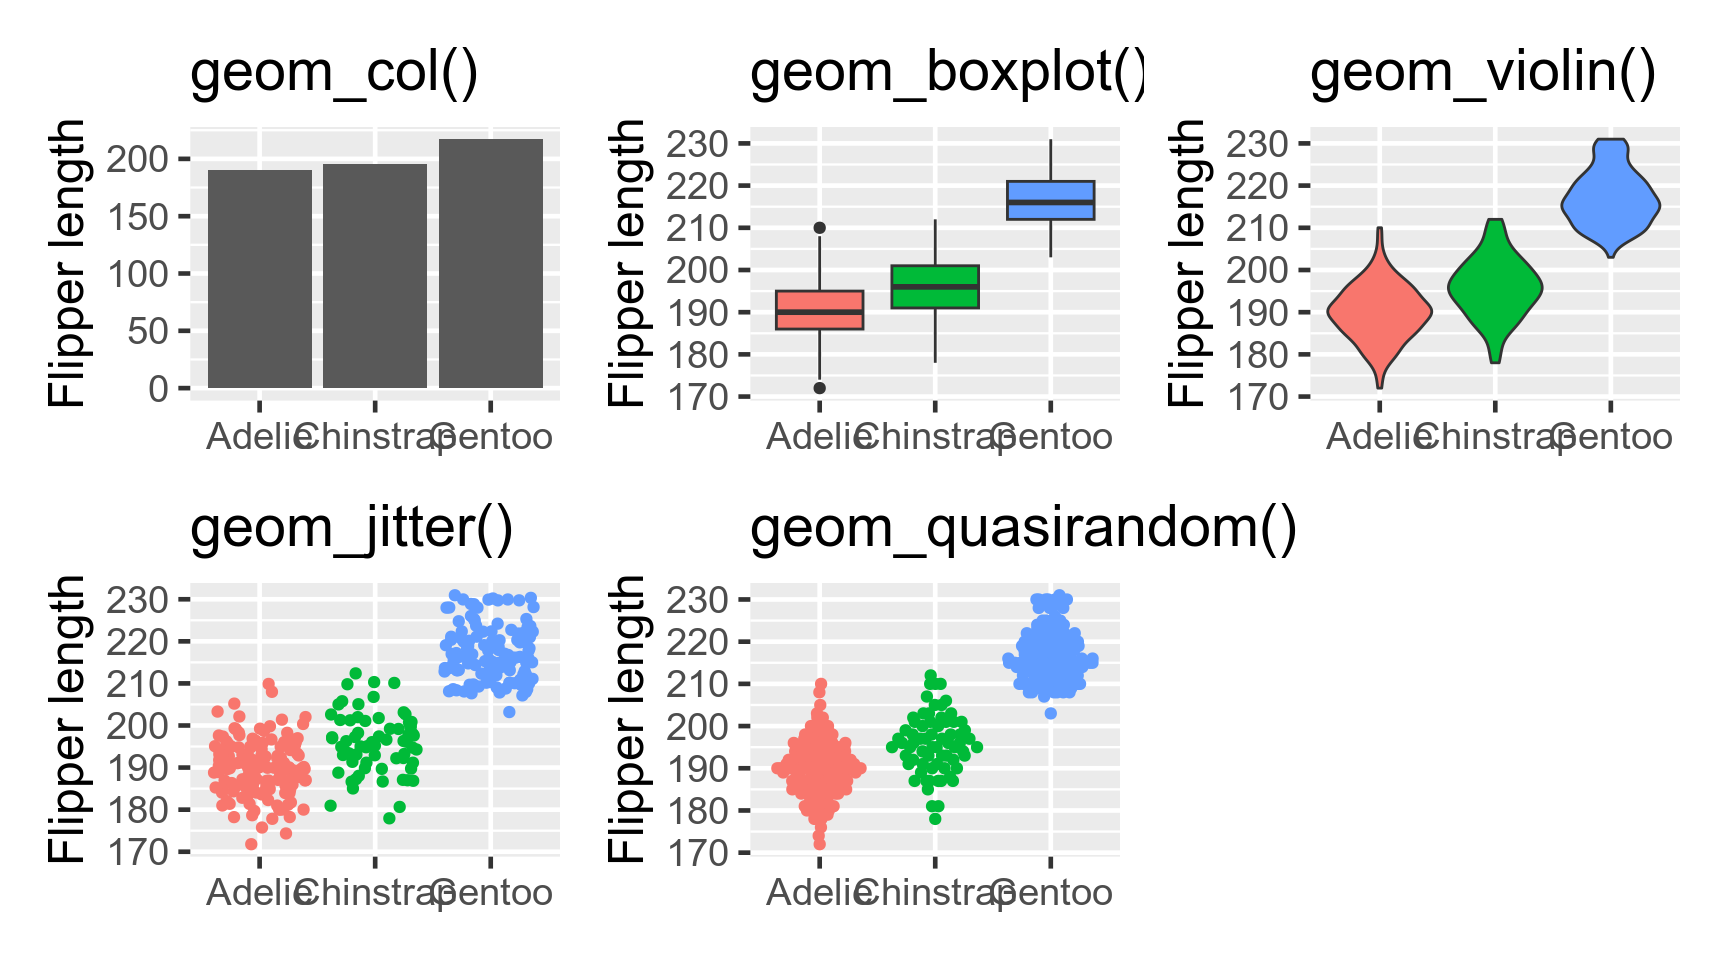 geom_col()
Flipper length
200
150
100
50
0
Adelie Chinstrap Gentoo
geom_boxplot()
Flipper length
230
220
210
200
190
180
170
Adelie Chinstrap Gentoo
geom_violin()
Flipper length
230
220
210
200
190
180
170
Adelie Chinstrap Gentoo
geom_jitter()
Flipper length
230
220
210
200
190
180
170
Adelie Chinstrap Gentoo
geom_quasirandom()
Flipper length
230
220
210
200
190
180
170
Adelie Chinstrap Gentoo